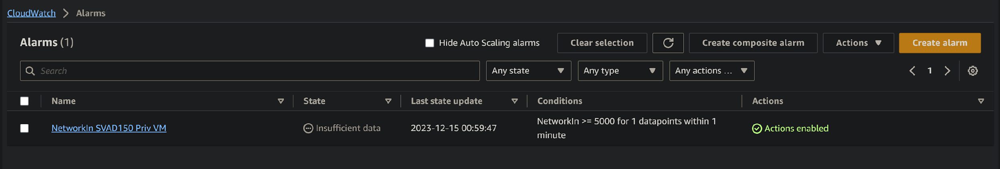 CloudWatch > Alarms
Alarms (1)
Hide Auto Scaling alarms
Clear selection
Create composite alarm
Actions
Create alarm
Search
Any state
Any type
Any actions ...
1
Name
State
Last state update
Conditions
Actions
NetworkIn SVAD150 Priv VM
Insufficient data
2023-12-15 00:59:47
NetworkIn >= 5000 for 1 datapoints within 1
minute
Actions enabled